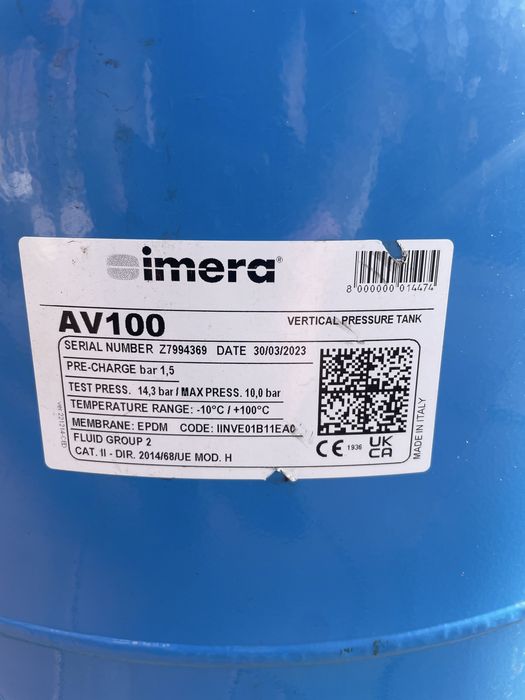 imera®
8 000000 014474
AV100
VERTICAL PRESSURE TANK
SERIAL NUMBER Z7994369 DATE 30/03/2023
PRE-CHARGE bar 1,5
TEST PRESS. 14,3 bar / MAX PRESS. 10,0 bar
TEMPERATURE RANGE: -10°C / +100°C
MEMBRANE: EPDM CODE: IINVE01B11EA0
FLUID GROUP 2
CAT. II - DIR. 2014/68/UE MOD. H
CE 1936 UK CA
MADE IN ITALY